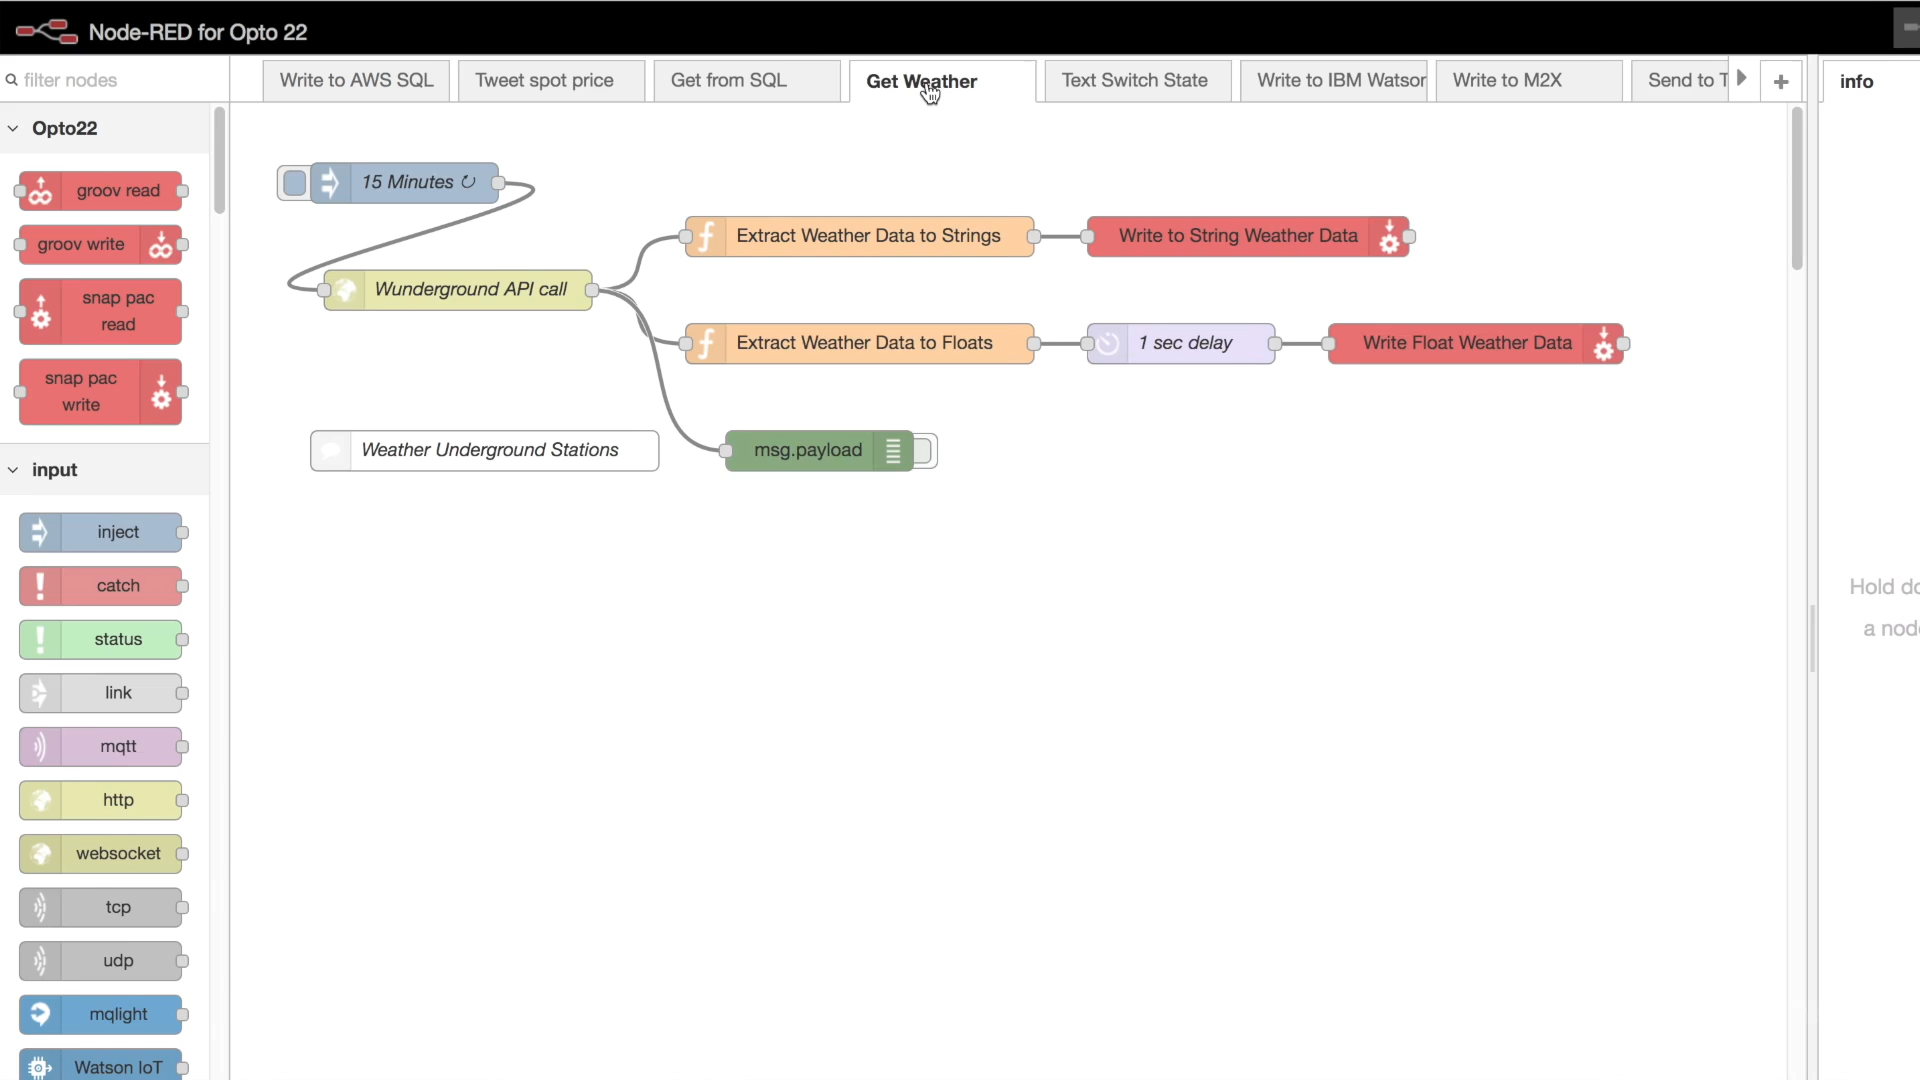 Node-RED for Opto 22
filter nodes
Write to AWS SQL
Tweet spot price
Get from SQL
Get Weather
Text Switch State
Write to IBM Watsor
Write to M2X
Send to T
+
info
Opto22
groov read
groov write
snap pac
read
snap pac
write
input
inject
catch
status
link
mqtt
http
websocket
tcp
udp
mqlight
Watson IoT
15 Minutes ↻
Wunderground API call
Extract Weather Data to Strings
Write to String Weather Data
Extract Weather Data to Floats
1 sec delay
Write Float Weather Data
Weather Underground Stations
msg.payload
Hold do
a node